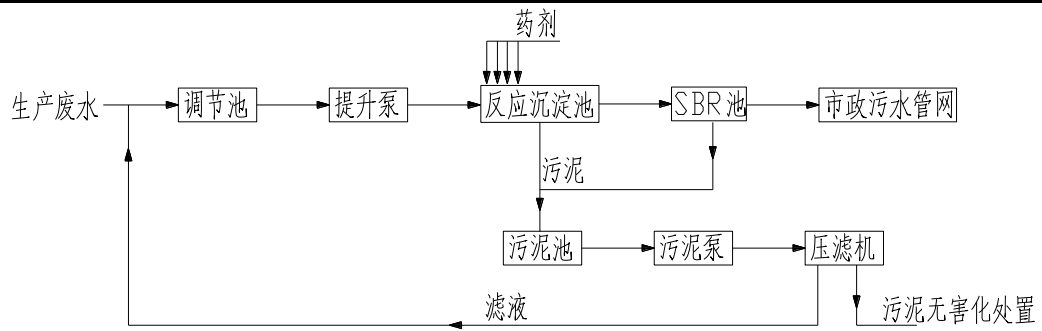 药剂
生产废水
调节池
提升泵
反应沉淀池
SBR池
市政污水管网
污泥
污泥池
污泥泵
压滤机
滤液
污泥无害化处置